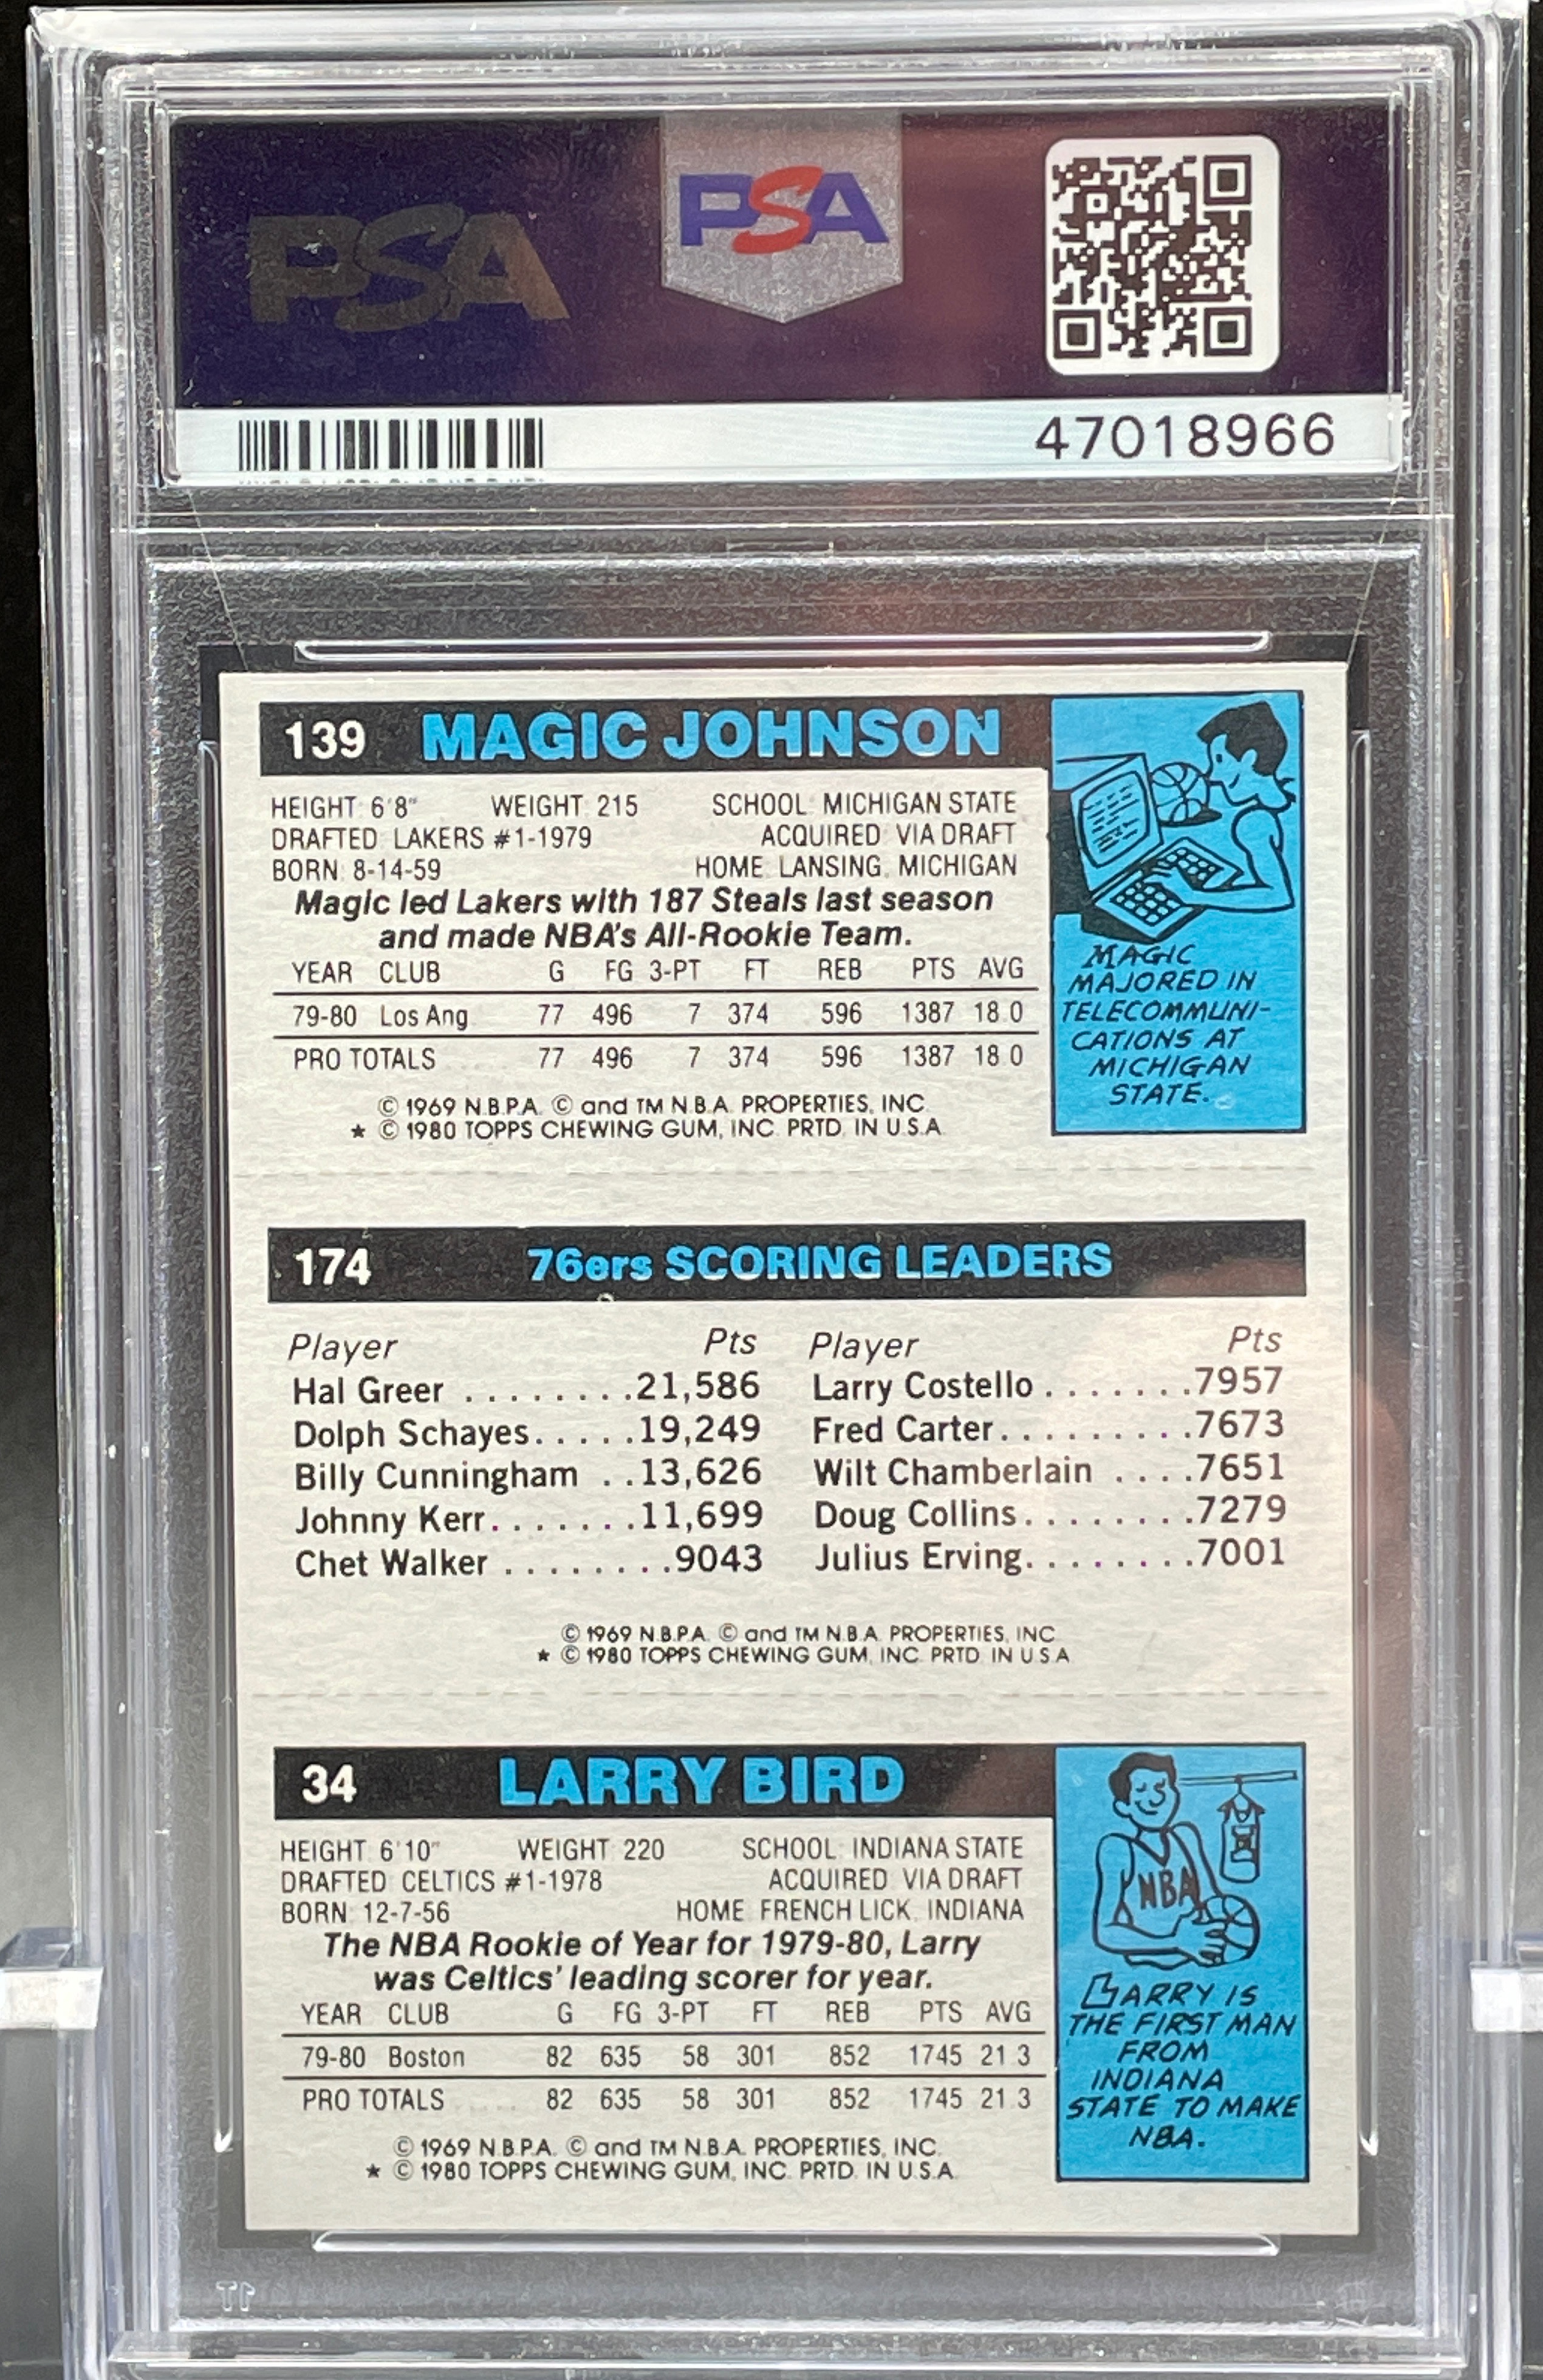 PSA
PSA
47018966
139 MAGIC JOHNSON
HEIGHT: 6'8" WEIGHT: 215 SCHOOL: MICHIGAN STATE
DRAFTED: LAKERS #1-1979 ACQUIRED: VIA DRAFT
BORN: 8-14-59 HOME: LANSING, MICHIGAN
Magic led Lakers with 187 Steals last season
and made NBA's All-Rookie Team.
YEAR CLUB G FG 3-PT FT REB PTS AVG
79-80 Los Ang 77 496 7 374 596 1387 18.0
PRO TOTALS 77 496 7 374 596 1387 18.0
© 1969 N.B.P.A. © and TM N.B.A. PROPERTIES, INC.
★ © 1980 TOPPS CHEWING GUM, INC. PRTD. IN U.S.A.
MAGIC
MAJORED IN
TELECOMMUNI-
CATIONS AT
MICHIGAN
STATE.
174 76ers SCORING LEADERS
Player Pts Player Pts
Hal Greer ........21,586 Larry Costello.......7957
Dolph Schayes.....19,249 Fred Carter.........7673
Billy Cunningham ..13,626 Wilt Chamberlain ....7651
Johnny Kerr.......11,699 Doug Collins........7279
Chet Walker ........9043 Julius Erving........7001
© 1969 N.B.P.A. © and TM N.B.A. PROPERTIES, INC.
★ © 1980 TOPPS CHEWING GUM, INC. PRTD. IN U.S.A.
34 LARRY BIRD
HEIGHT: 6'10" WEIGHT: 220 SCHOOL: INDIANA STATE
DRAFTED: CELTICS #1-1978 ACQUIRED: VIA DRAFT
BORN: 12-7-56 HOME: FRENCH LICK, INDIANA
The NBA Rookie of Year for 1979-80, Larry
was Celtics' leading scorer for year.
YEAR CLUB G FG 3-PT FT REB PTS AVG
79-80 Boston 82 635 58 301 852 1745 21.3
PRO TOTALS 82 635 58 301 852 1745 21.3
© 1969 N.B.P.A. © and TM N.B.A. PROPERTIES, INC.
★ © 1980 TOPPS CHEWING GUM, INC. PRTD. IN U.S.A.
NBA
LARRY IS
THE FIRST MAN
FROM
INDIANA
STATE TO MAKE
NBA.